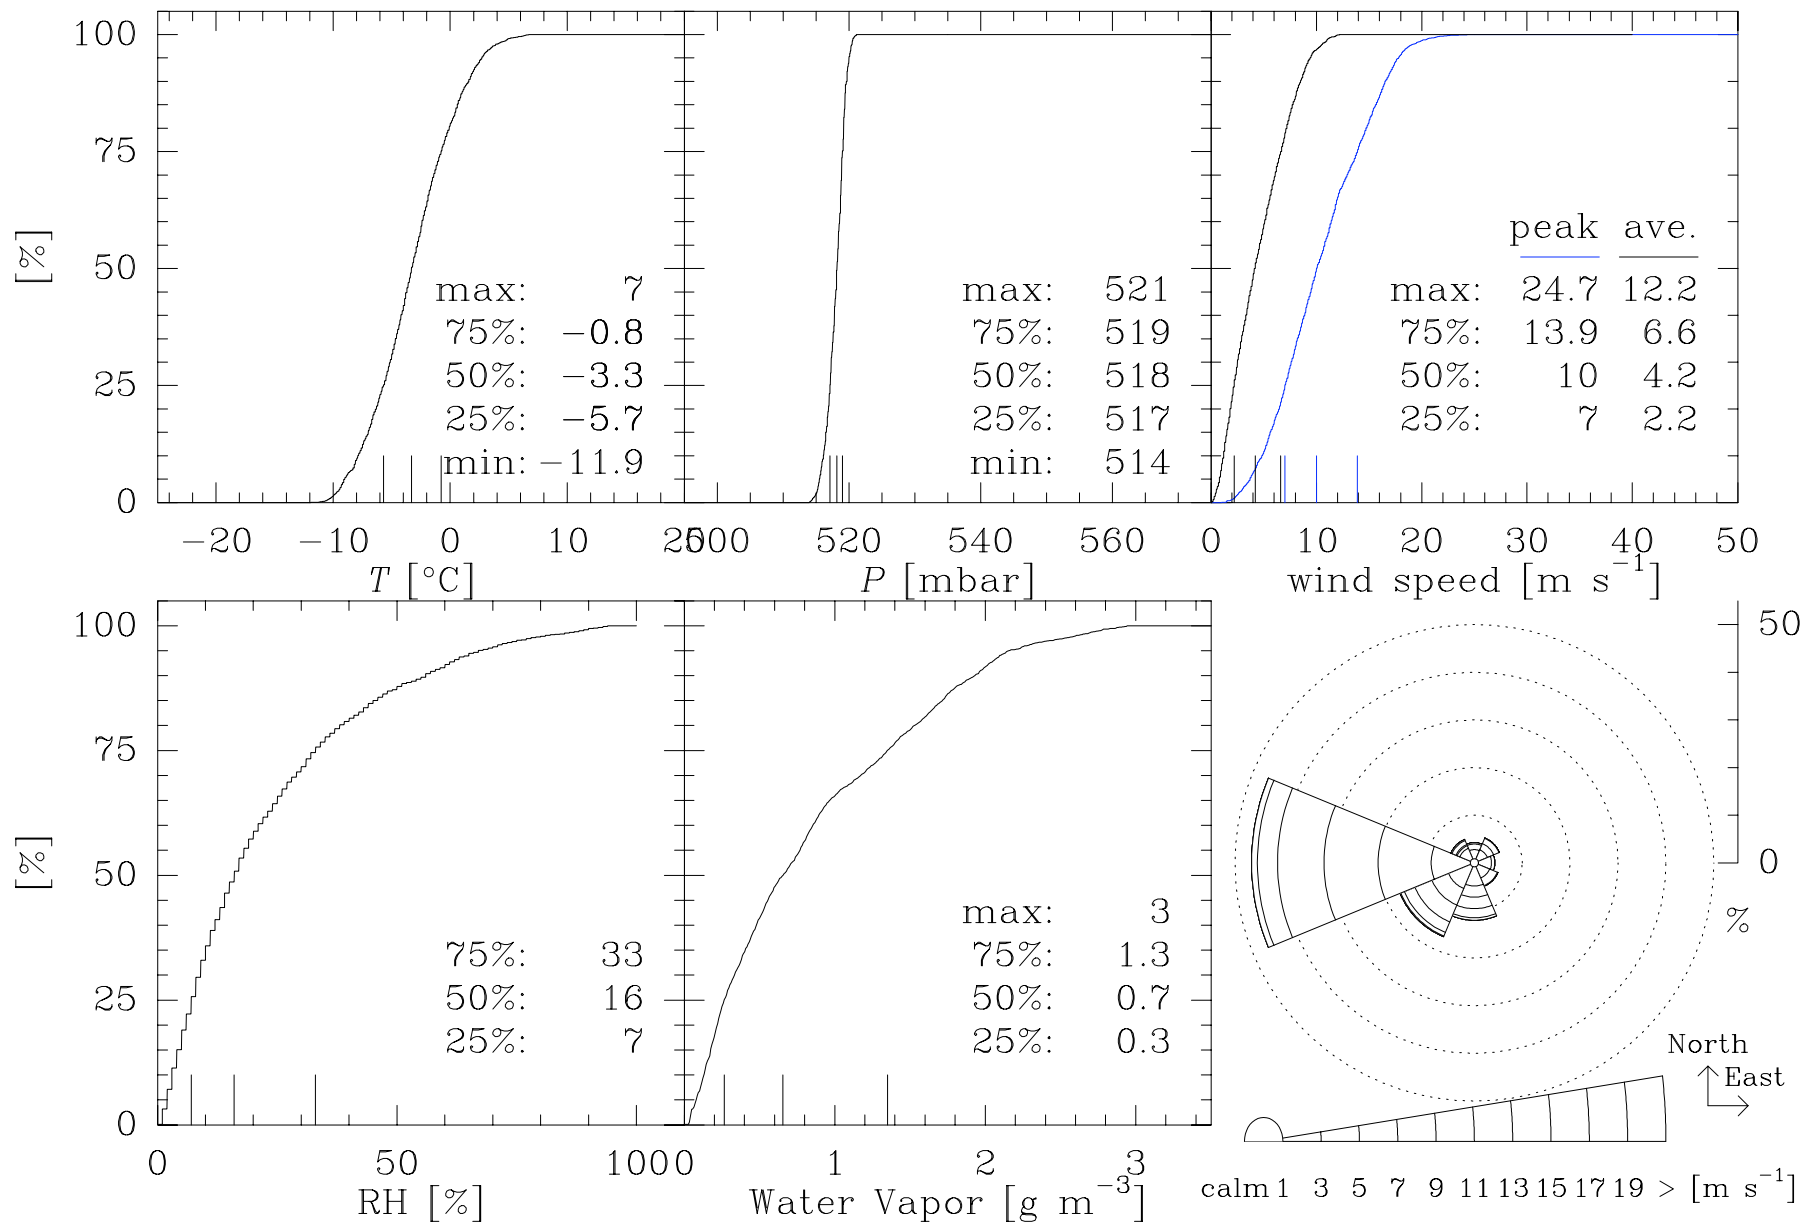 100
75
50
25
0
[%]
max: 7
75%: −0.8
50%: −3.3
25%: −5.7
min: −11.9
−20 −10 0 10 20
T [°C]
max: 521
75%: 519
50%: 518
25%: 517
min: 514
500 520 540 560
P [mbar]
peak ave.
max: 24.7 12.2
75%: 13.9 6.6
50%: 10 4.2
25%: 7 2.2
0 10 20 30 40 50
wind speed [m s⁻¹]
100
75
50
25
0
[%]
75%: 33
50%: 16
25%: 7
0 50 100
RH [%]
max: 3
75%: 1.3
50%: 0.7
25%: 0.3
0 1 2 3
Water Vapor [g m⁻³]
50
0
%
North
East
calm 1 3 5 7 9 11 13 15 17 19 > [m s⁻¹]